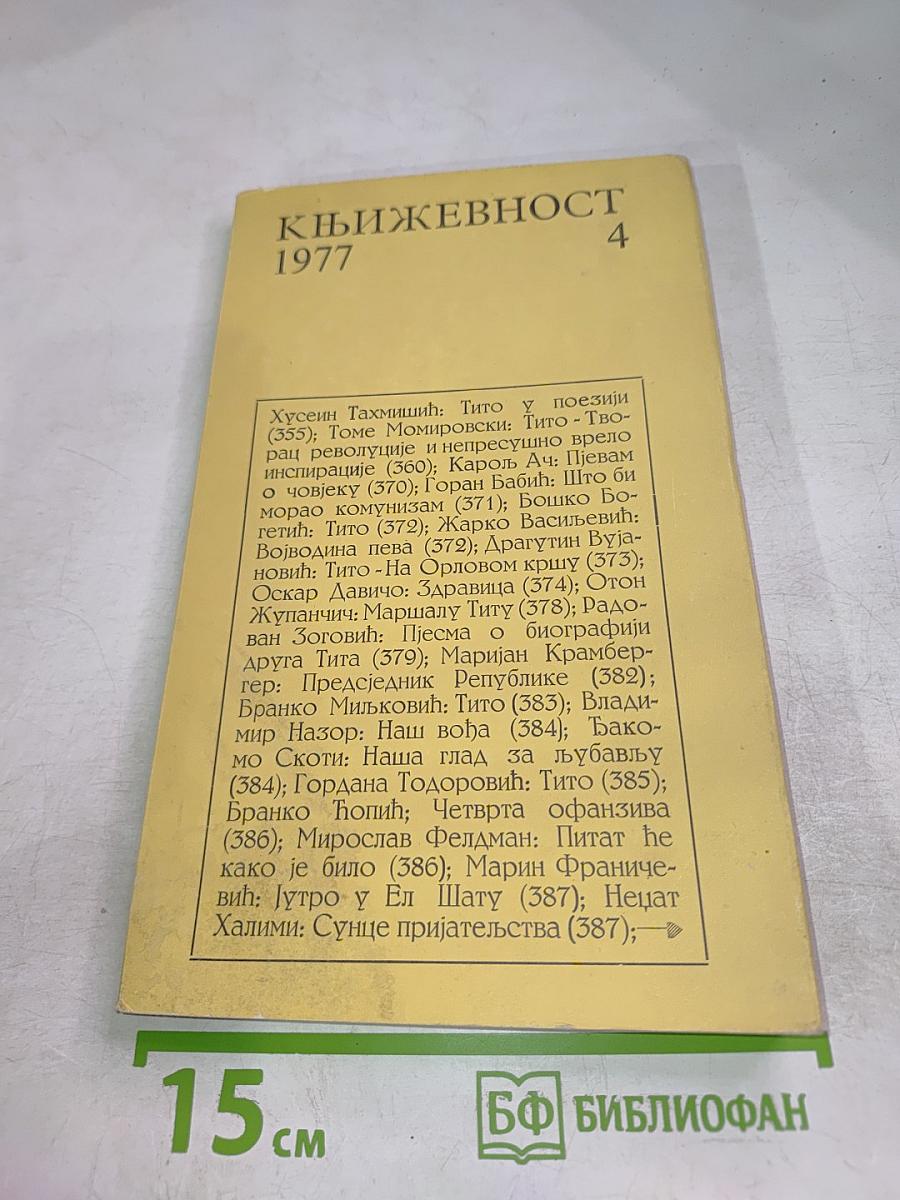 КЊИЖЕВНОСТ
1977 4
Хусеин Тахмишић: Тито у поезији
(355); Томе Момировски: Тито - Тво-
рац револуције и непресушно врело
инспирације (360); Карољ Ач: Пјевам
о човјеку (370); Горан Бабић: Што би
морао комунизам (371); Бошко Бо-
гетић: Тито (372); Жарко Васиљевић:
Војводина пева (372); Драгутин Вуја-
новић: Тито - На Орловом кршу (373);
Оскар Давичо: Здравица (374); Отон
Жупанчич: Маршалу Титу (378); Радо-
ван Зоговић: Пјесма о биографији
друга Тита (379); Маријан Крамбер-
гер: Предсједник Републике (382);
Бранко Миљковић: Тито (383); Влади-
мир Назор: Наш вођа (384); Ђако-
мо Скоти: Наша глад за љубављу
(384); Гордана Тодоровић: Тито (385);
Бранко Ћопић; Четврта офанзива
(386); Мирослав Фелдман: Питат ће
како је било (386); Марин Франиче-
вић: Јутро у Ел Шату (387); Неџат
Халими: Сунце пријатељства (387);
15 см
БФ БИБЛИОФАН